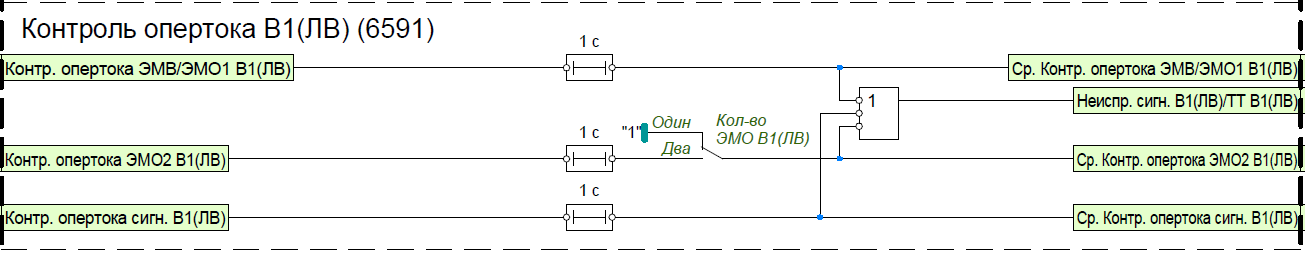 Контроль опертока В1(ЛВ) (6591)
1 с
Контр. опертока ЭМВ/ЭМО1 В1(ЛВ)
Ср. Контр. опертока ЭМВ/ЭМО1 В1(ЛВ)
1
Неиспр. сигн. В1(ЛВ)/ТТ В1(ЛВ)
1 с
"1"
Один
Кол-во
ЭМО В1(ЛВ)
Два
Контр. опертока ЭМО2 В1(ЛВ)
Ср. Контр. опертока ЭМО2 В1(ЛВ)
1 с
Контр. опертока сигн. В1(ЛВ)
Ср. Контр. опертока сигн. В1(ЛВ)